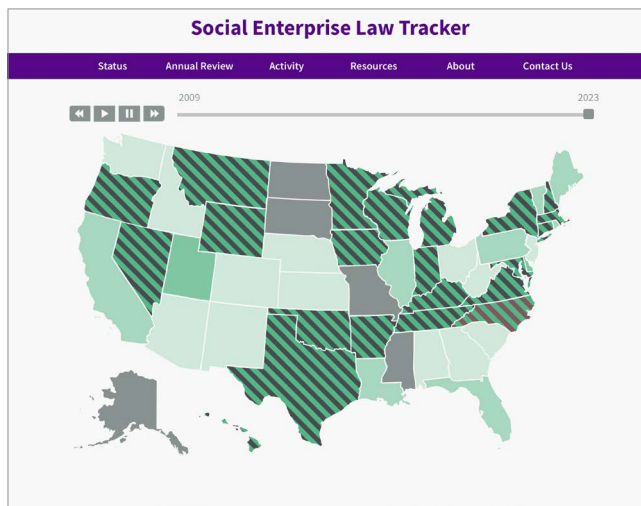 Social Enterprise Law Tracker
Status Annual Review Activity Resources About Contact Us
2009 2023